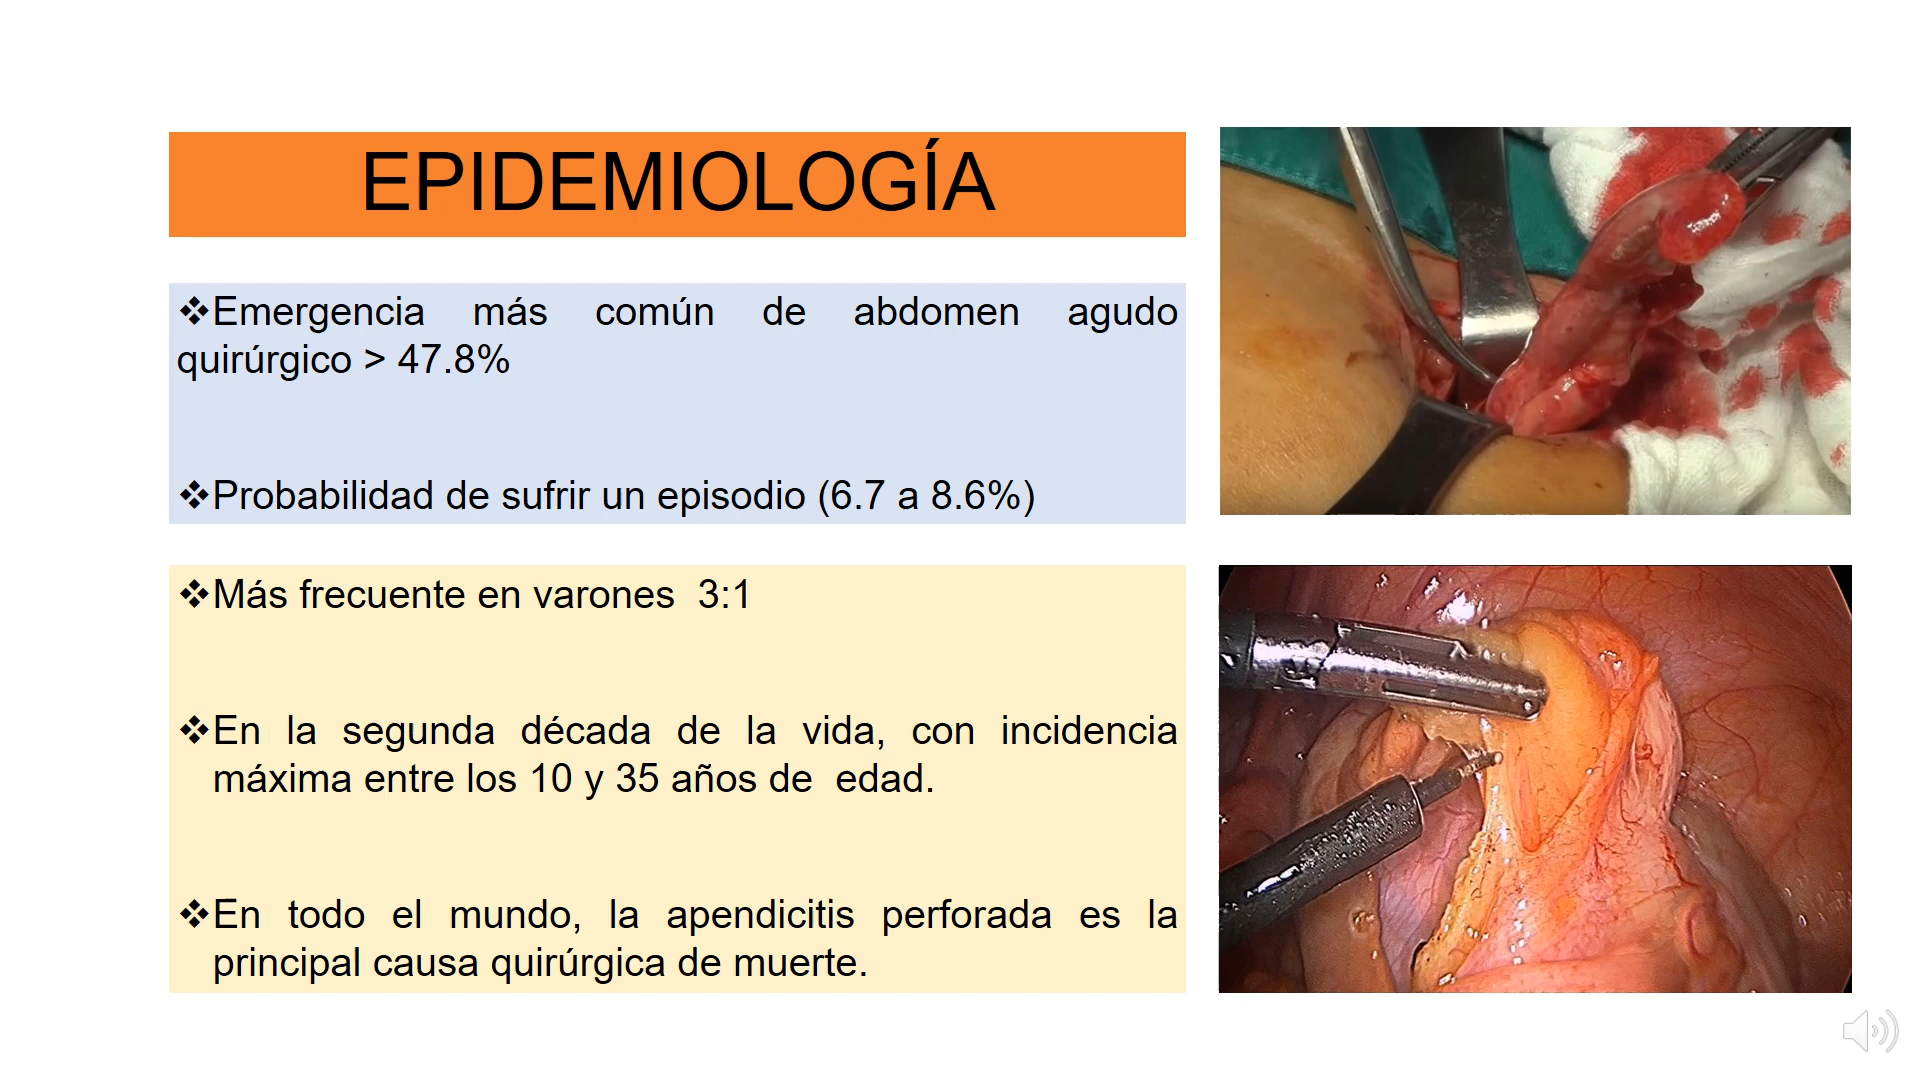 EPIDEMIOLOGÍA
❖Emergencia más común de abdomen agudo
quirúrgico > 47.8%
❖Probabilidad de sufrir un episodio (6.7 a 8.6%)
❖Más frecuente en varones 3:1
❖En la segunda década de la vida, con incidencia
máxima entre los 10 y 35 años de edad.
❖En todo el mundo, la apendicitis perforada es la
principal causa quirúrgica de muerte.